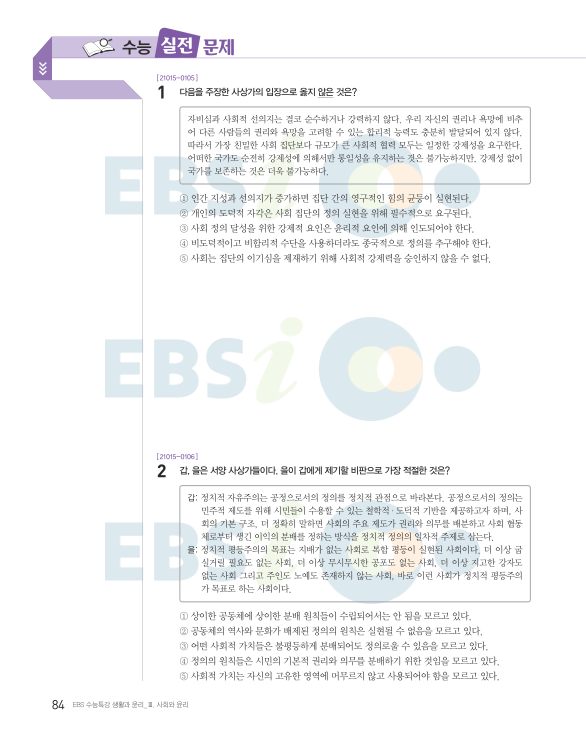 수능 실전 문제
[21015-0105]
1 다음을 주장한 사상가의 입장으로 옳지 않은 것은?
자비심과 사회적 선의지는 결코 순수하거나 강력하지 않다. 우리 자신의 권리나 욕망에 비추
어 다른 사람들의 권리와 욕망을 고려할 수 있는 합리적 능력도 충분히 발달되어 있지 않다.
따라서 가장 친밀한 사회 집단보다 규모가 큰 사회적 협력 모두는 일정한 강제성을 요구한다.
어떠한 국가도 순전히 강제성에 의해서만 통일성을 유지하는 것은 불가능하지만, 강제성 없이
국가를 보존하는 것은 더욱 불가능하다.
① 인간 지성과 선의지가 증가하면 집단 간의 영구적인 힘의 균등이 실현된다.
② 개인의 도덕적 자각은 사회 집단의 정의 실현을 위해 필수적으로 요구된다.
③ 사회 정의 달성을 위한 강제적 요인은 윤리적 요인에 의해 인도되어야 한다.
④ 비도덕적이고 비합리적 수단을 사용하더라도 종국적으로 정의를 추구해야 한다.
⑤ 사회는 집단의 이기심을 제재하기 위해 사회적 강제력을 승인하지 않을 수 없다.
EBSi
[21015-0106]
2 갑, 을은 서양 사상가들이다. 을이 갑에게 제기할 비판으로 가장 적절한 것은?
갑: 정치적 자유주의는 공정으로서의 정의를 정치적 관점으로 바라본다. 공정으로서의 정의는
민주적 제도를 위해 시민들이 수용할 수 있는 철학적·도덕적 기반을 제공하고자 하며, 사
회의 기본 구조, 더 정확히 말하면 사회의 주요 제도가 권리와 의무를 배분하고 사회 협동
체로부터 생긴 이익의 분배를 정하는 방식을 정치적 정의의 일차적 주제로 삼는다.
을: 정치적 평등주의의 목표는 지배가 없는 사회로 복합 평등이 실현된 사회이다. 더 이상 굽
실거릴 필요도 없는 사회, 더 이상 무시무시한 공포도 없는 사회, 더 이상 지고한 강자도
없는 사회 그리고 주인도 노예도 존재하지 않는 사회, 바로 이런 사회가 정치적 평등주의
가 목표로 하는 사회이다.
① 상이한 공동체에 상이한 분배 원칙들이 수립되어서는 안 됨을 모르고 있다.
② 공동체의 역사와 문화가 배제된 정의의 원칙은 실현될 수 없음을 모르고 있다.
③ 어떤 사회적 가치들은 불평등하게 분배되어도 정의로울 수 있음을 모르고 있다.
④ 정의의 원칙들은 시민의 기본적 권리와 의무를 분배하기 위한 것임을 모르고 있다.
⑤ 사회적 가치는 자신의 고유한 영역에 머무르지 않고 사용되어야 함을 모르고 있다.
84 EBS 수능특강 생활과 윤리_Ⅲ. 사회와 윤리